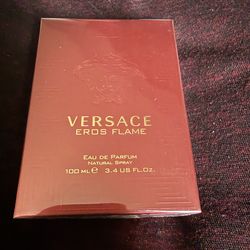 VERSACE
EROS FLAME
EAU DE PARFUM
NATURAL SPRAY
100 ML ℮ 3.4 US FL.OZ.